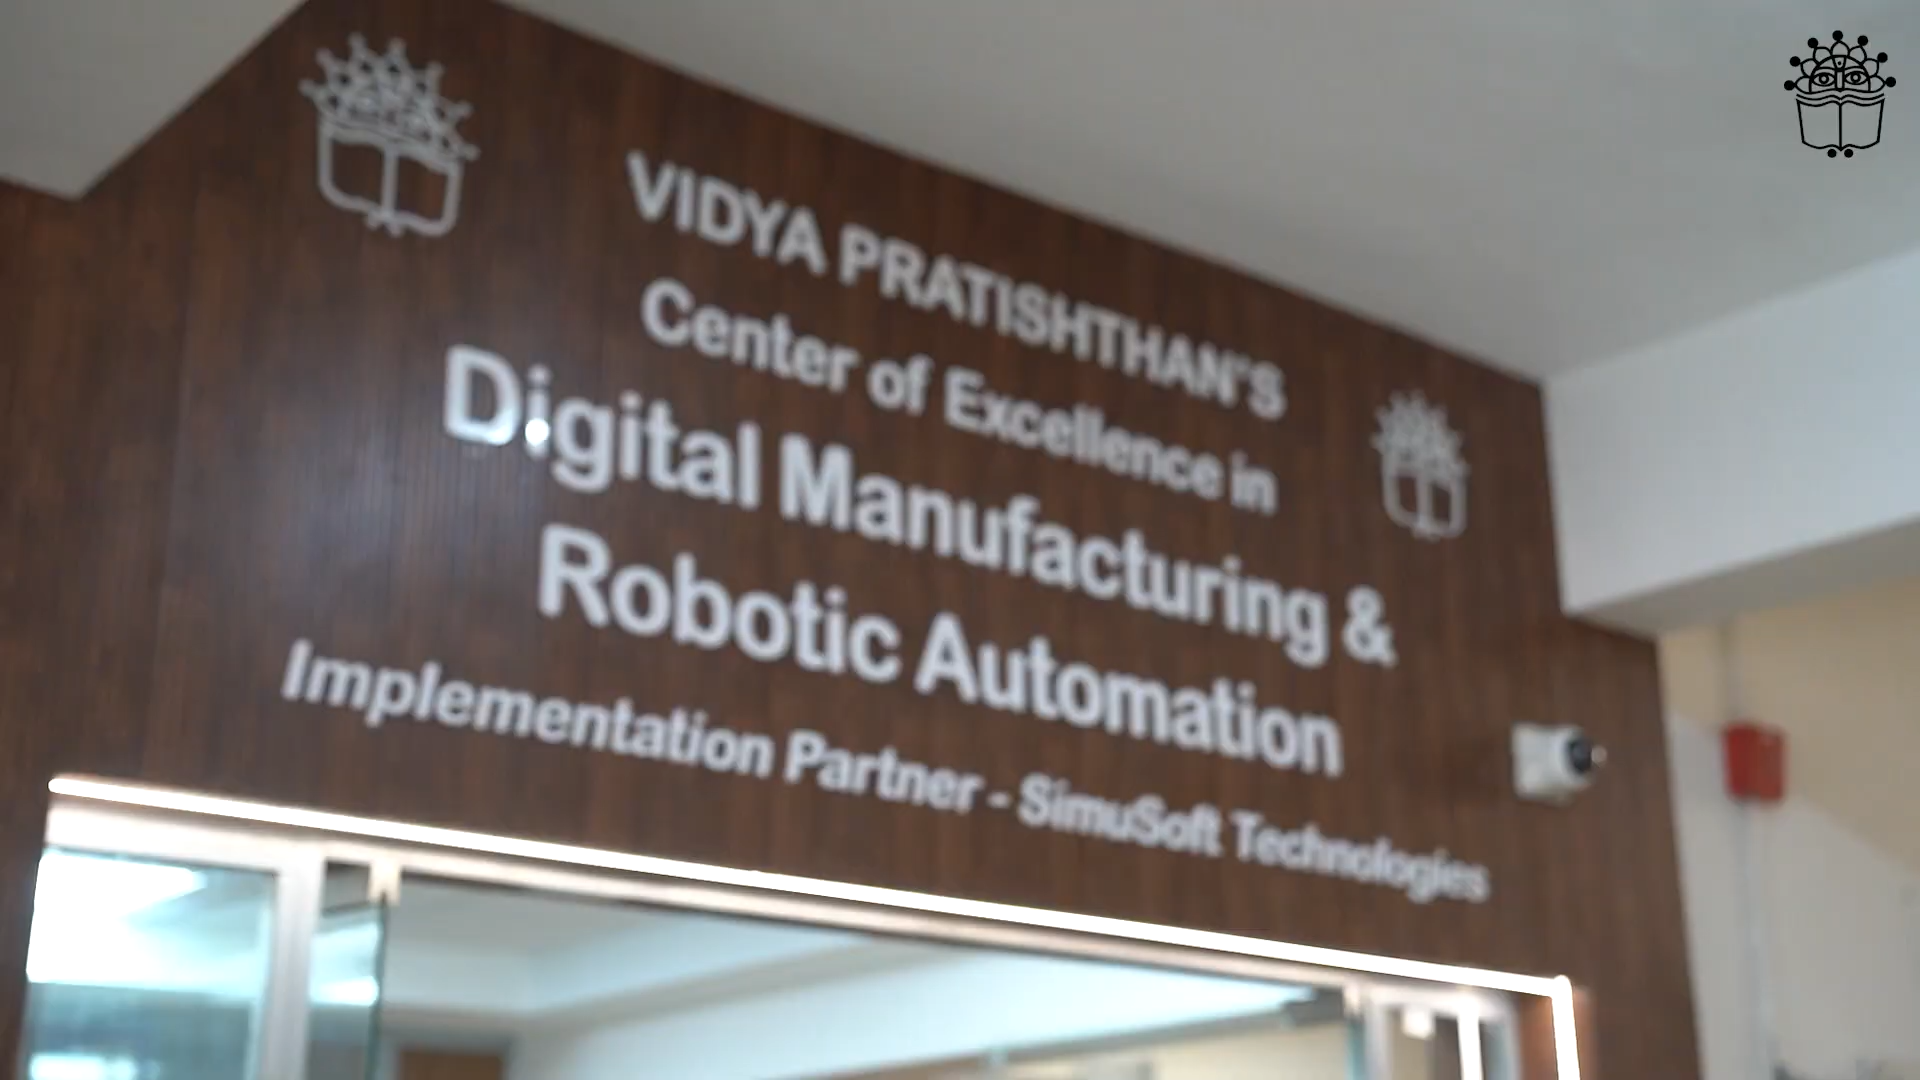 VIDYA PRATISHTHAN'S
Center of Excellence in
Digital Manufacturing &
Robotic Automation
Implementation Partner - SimuSoft Technologies